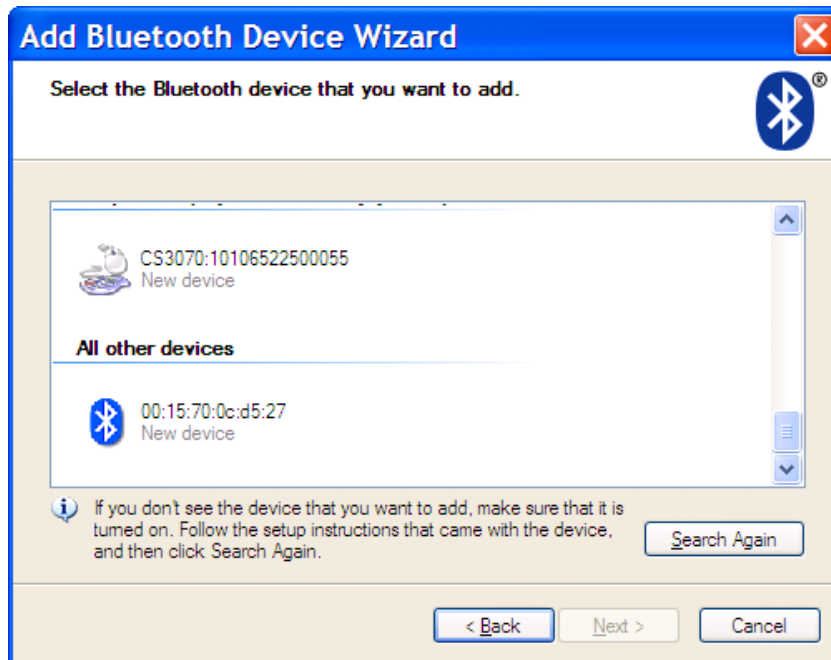 Add Bluetooth Device Wizard
Select the Bluetooth device that you want to add.
®
CS3070:10106522500055
New device
All other devices
00:15:70:0c:d5:27
New device
If you don't see the device that you want to add, make sure that it is
turned on. Follow the setup instructions that came with the device,
and then click Search Again.
Search Again
< Back
Next >
Cancel